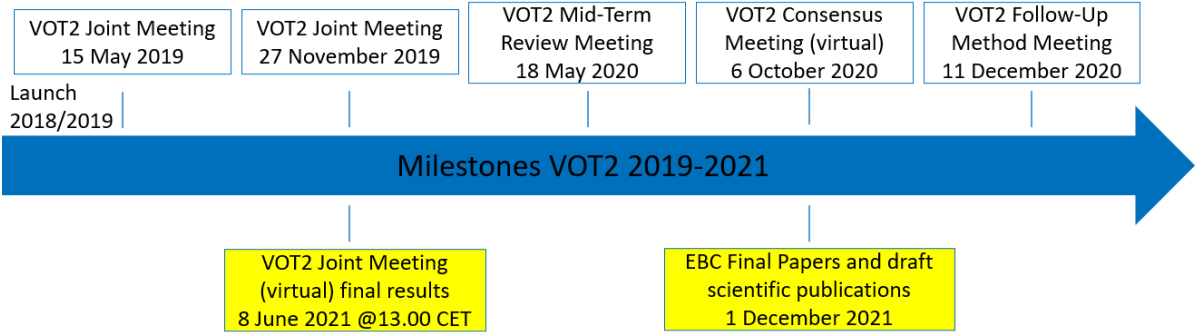 VOT2 Joint Meeting
15 May 2019
VOT2 Joint Meeting
27 November 2019
VOT2 Mid-Term
Review Meeting
18 May 2020
VOT2 Consensus
Meeting (virtual)
6 October 2020
VOT2 Follow-Up
Method Meeting
11 December 2020
Launch
2018/2019
Milestones VOT2 2019-2021
VOT2 Joint Meeting
(virtual) final results
8 June 2021 @13.00 CET
EBC Final Papers and draft
scientific publications
1 December 2021